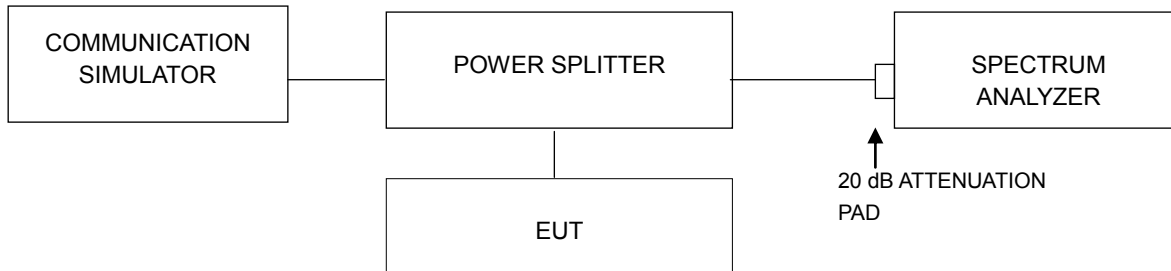 COMMUNICATION
SIMULATOR
POWER SPLITTER
SPECTRUM
ANALYZER
20 dB ATTENUATION
PAD
EUT